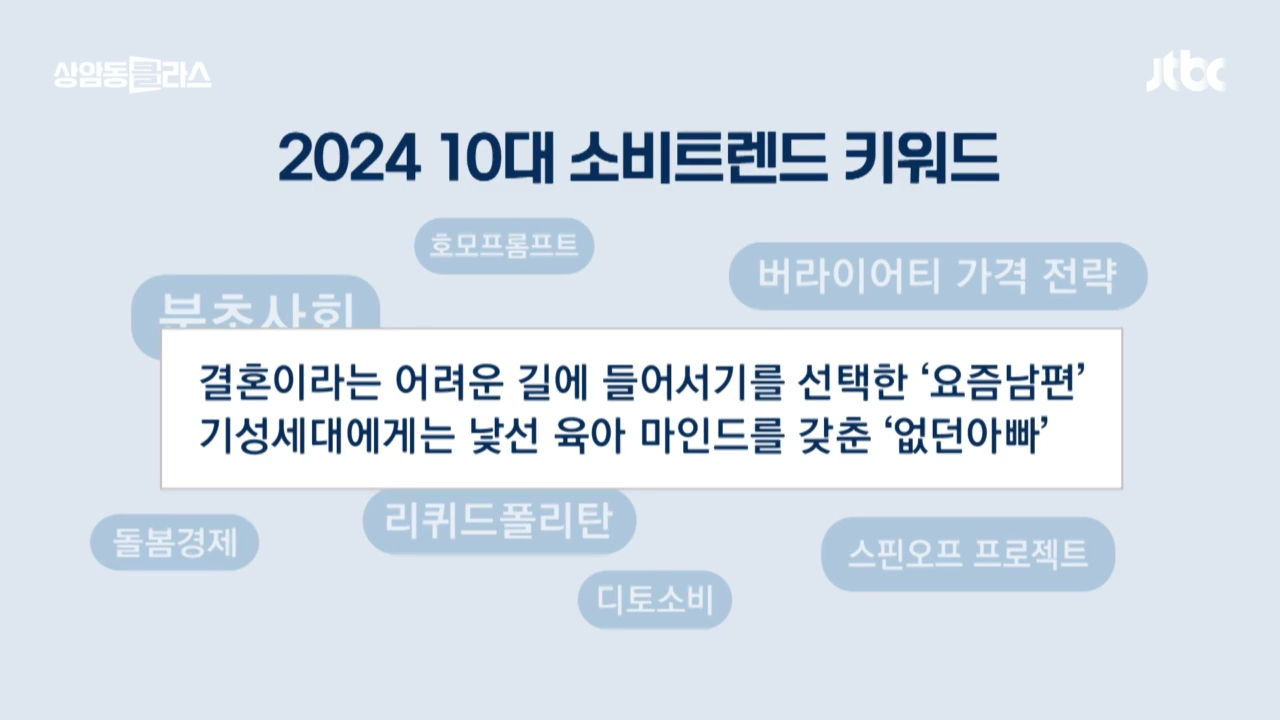 상암동클라스
jtbc
2024 10대 소비트렌드 키워드
호모프롬프트
버라이어티 가격 전략
분초사회
결혼이라는 어려운 길에 들어서기를 선택한 ‘요즘남편’
기성세대에게는 낯선 육아 마인드를 갖춘 ‘없던아빠’
리퀴드폴리탄
돌봄경제
스핀오프 프로젝트
디토소비